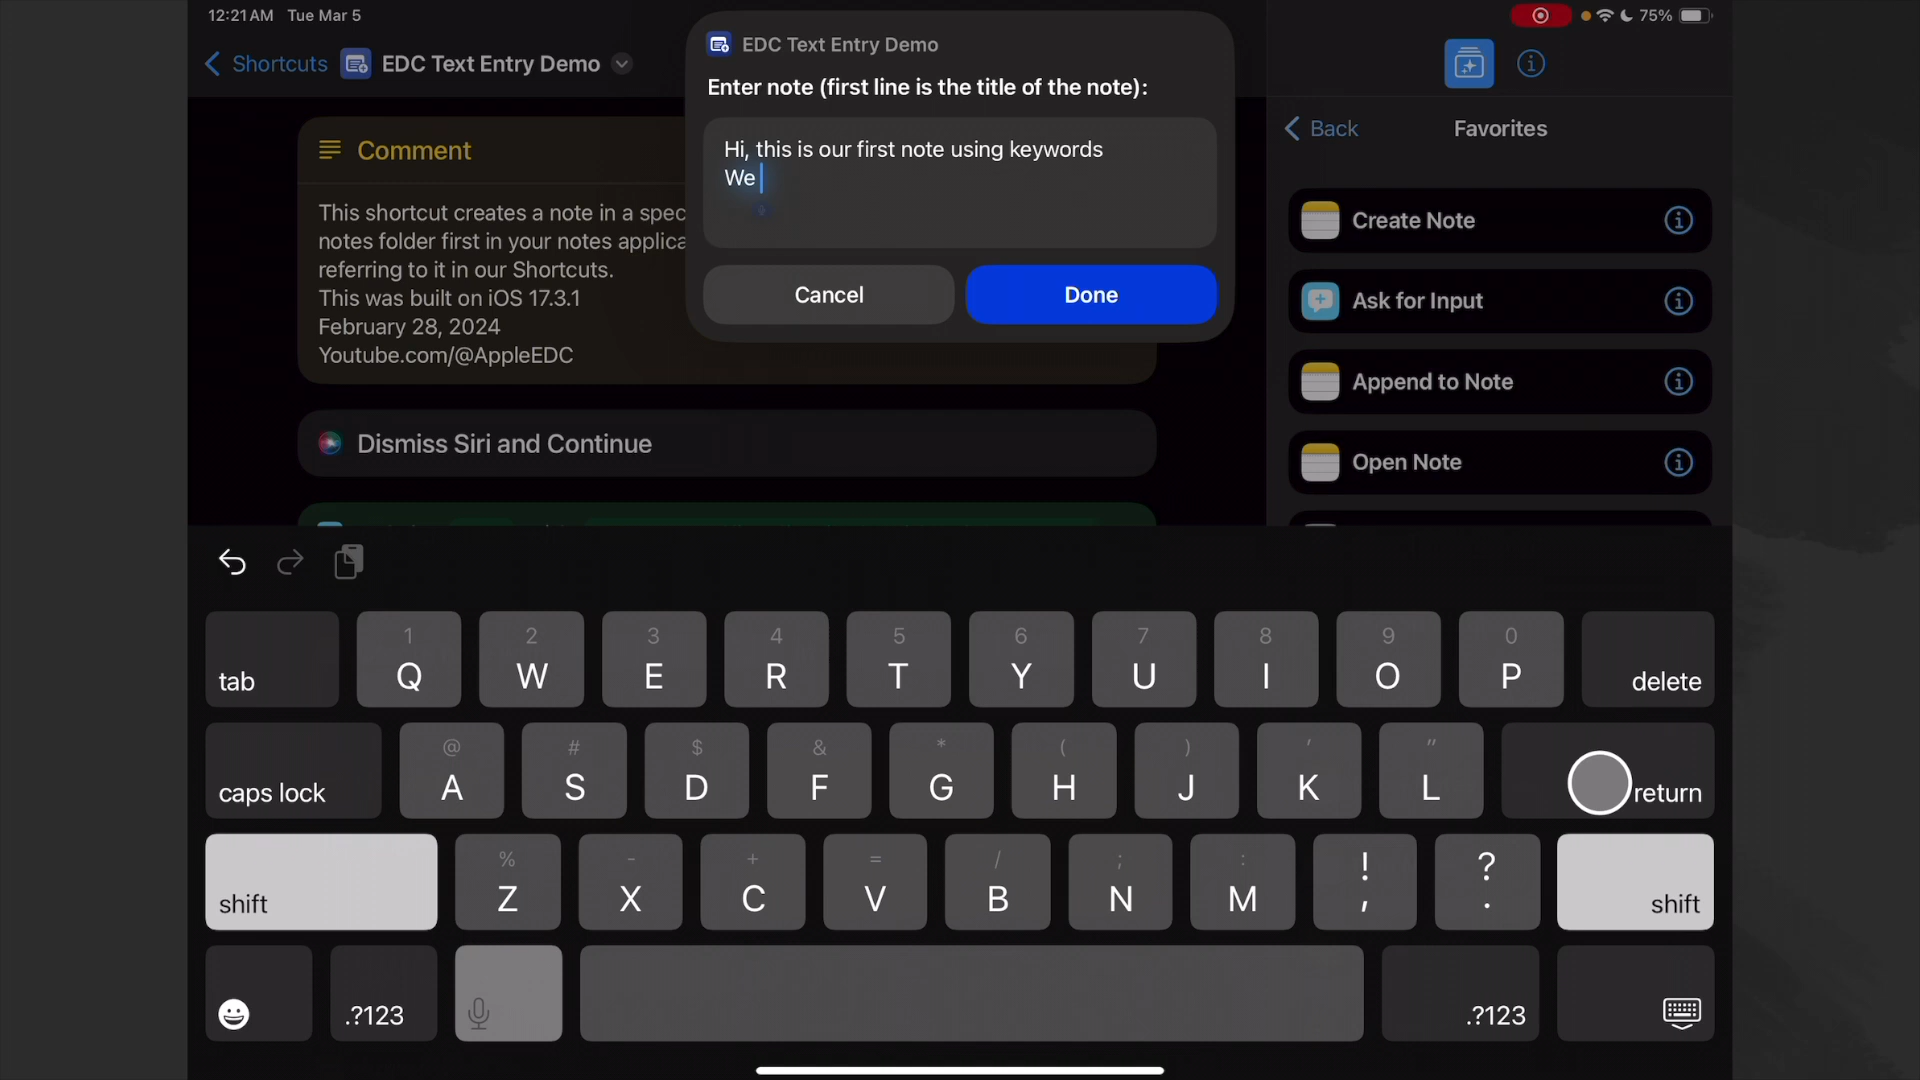 12:21 AM Tue Mar 5
75%
Shortcuts
EDC Text Entry Demo
EDC Text Entry Demo
Enter note (first line is the title of the note):
Hi, this is our first note using keywords
We
Cancel
Done
Comment
This shortcut creates a note in a spec
notes folder first in your notes applica
referring to it in our Shortcuts.
This was built on iOS 17.3.1
February 28, 2024
Youtube.com/@AppleEDC
Dismiss Siri and Continue
Back
Favorites
Create Note
Ask for Input
Append to Note
Open Note
tab
1 2 3 4 5 6 7 8 9 0
Q W E R T Y U I O P
delete
caps lock
@ # $ & * ( ) ' "
A S D F G H J K L
return
shift
% - + = / ; : ! ?
Z X C V B N M , .
shift
.?123
.?123